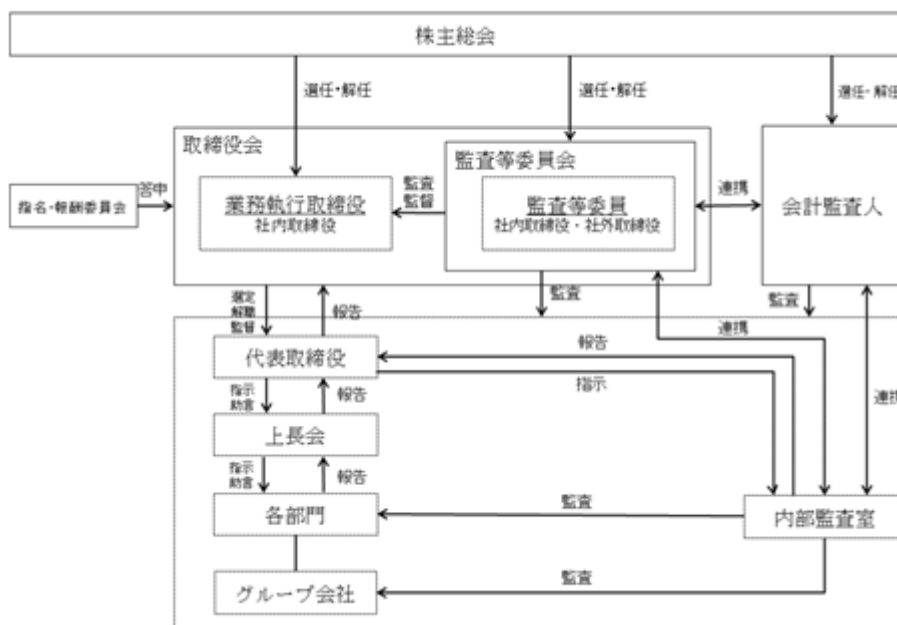 株主総会
選任・解任
選任・解任
選任・解任
取締役会
監査等委員会
答申
指名・報酬委員会
業務執行取締役
社内取締役
監査
監督
監査等委員
社内取締役・社外取締役
連携
会計監査人
選定
解職
監督
報告
監査
監査
連携
代表取締役
報告
指示
指示
助言
報告
連携
上長会
指示
助言
報告
各部門
監査
内部監査室
グループ会社
監査